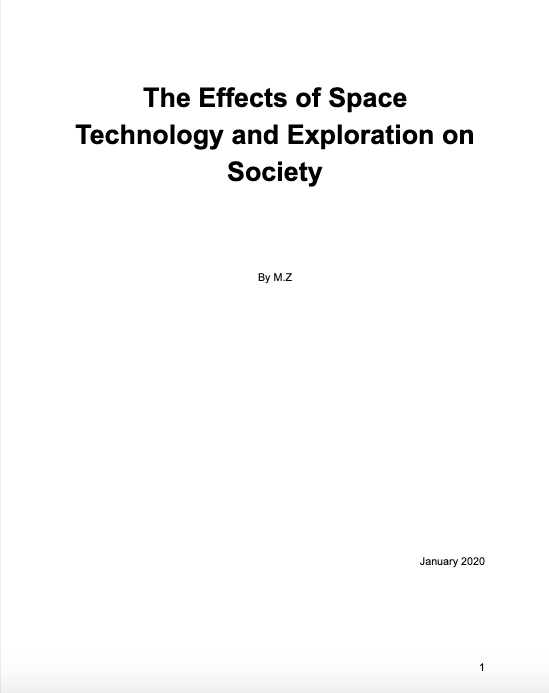 The Effects of Space
Technology and Exploration on
Society
By M.Z
January 2020
1